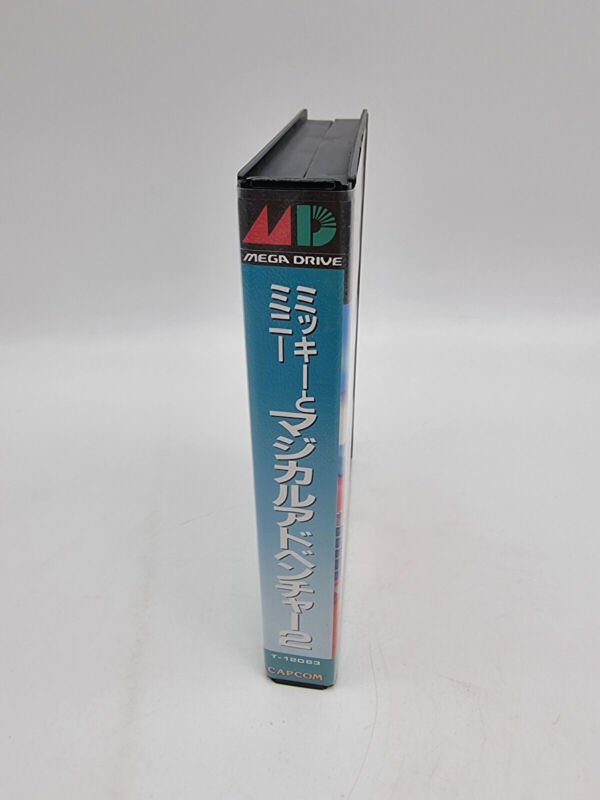 MD
MEGA DRIVE
ミッキーと
ミニー
マジカルアドベンチャー2
T-12063
CAPCOM